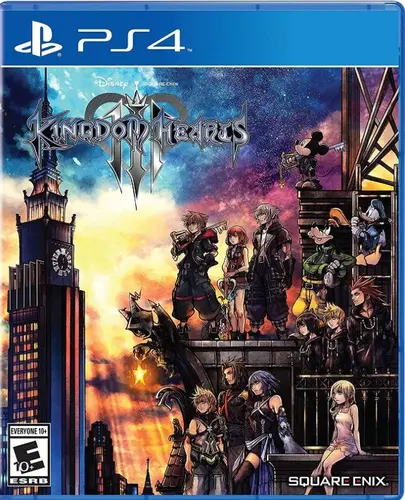 PS4
Disney SQUARE ENIX
KINGDOM HEARTS
III
EVERYONE 10+
E
10+
ESRB
SQUARE ENIX